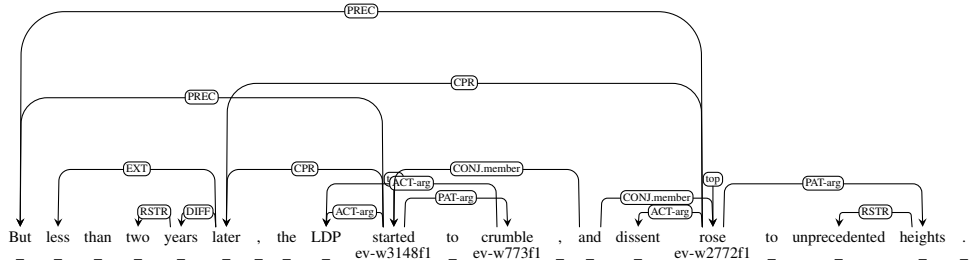 PREC
CPR
PREC
EXT CPR CONJ.member top
ACT-arg PAT-arg
PAT-arg CONJ.member
RSTR DIFF ACT-arg ACT-arg RSTR
But less than two years later , the LDP started to crumble , and dissent rose to unprecedented heights .
_ _ _ _ _ _ _ _ _ ev-w3148f1 _ ev-w773f1 _ _ _ ev-w2772f1 _ _ _ _